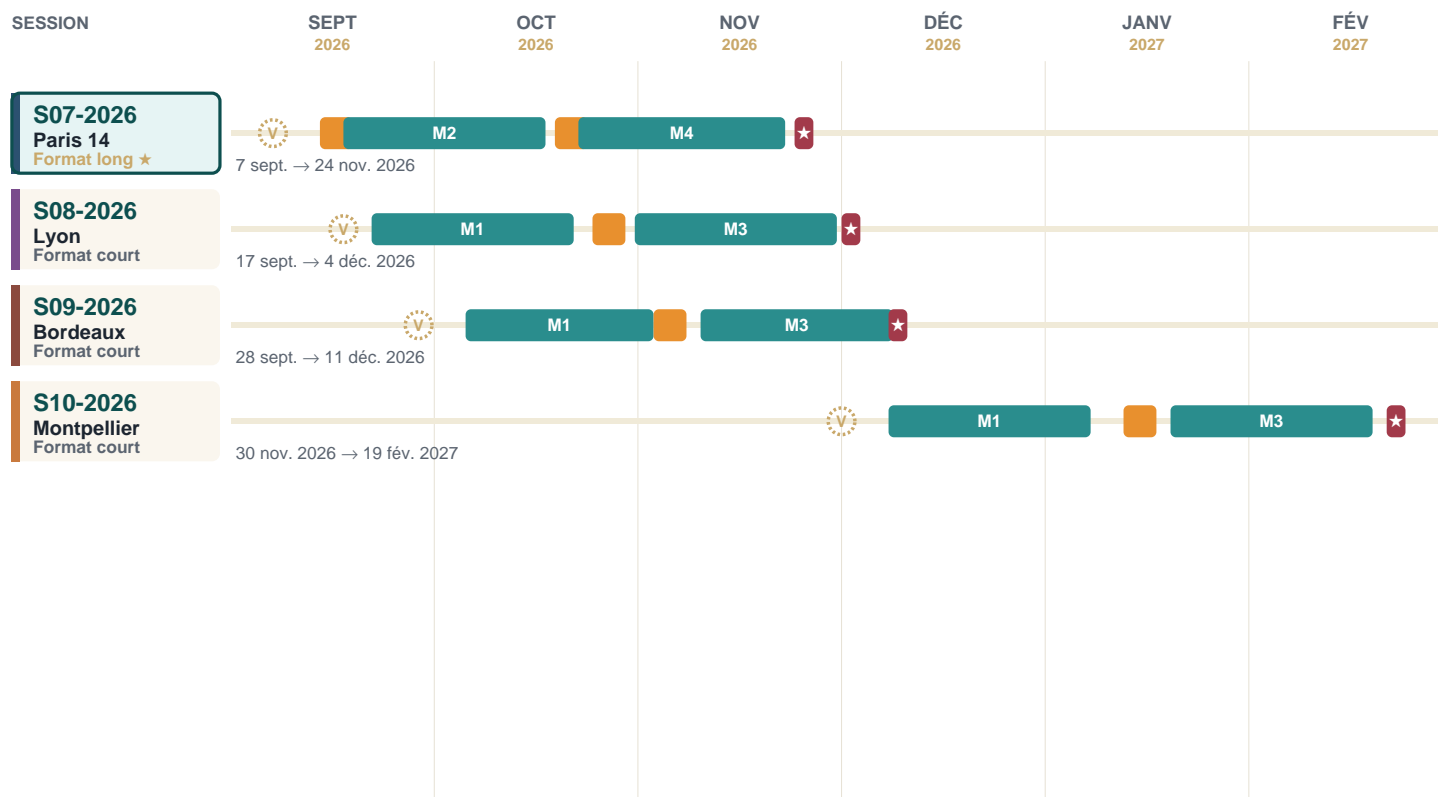 SESSION
SEPT
2026
OCT
2026
NOV
2026
DÉC
2026
JANV
2027
FÉV
2027
S07-2026
Paris 14
Format long ★
V
M2
M4
★
7 sept. → 24 nov. 2026
S08-2026
Lyon
Format court
V
M1
M3
★
17 sept. → 4 déc. 2026
S09-2026
Bordeaux
Format court
V
M1
M3
★
28 sept. → 11 déc. 2026
S10-2026
Montpellier
Format court
V
M1
M3
★
30 nov. 2026 → 19 fév. 2027